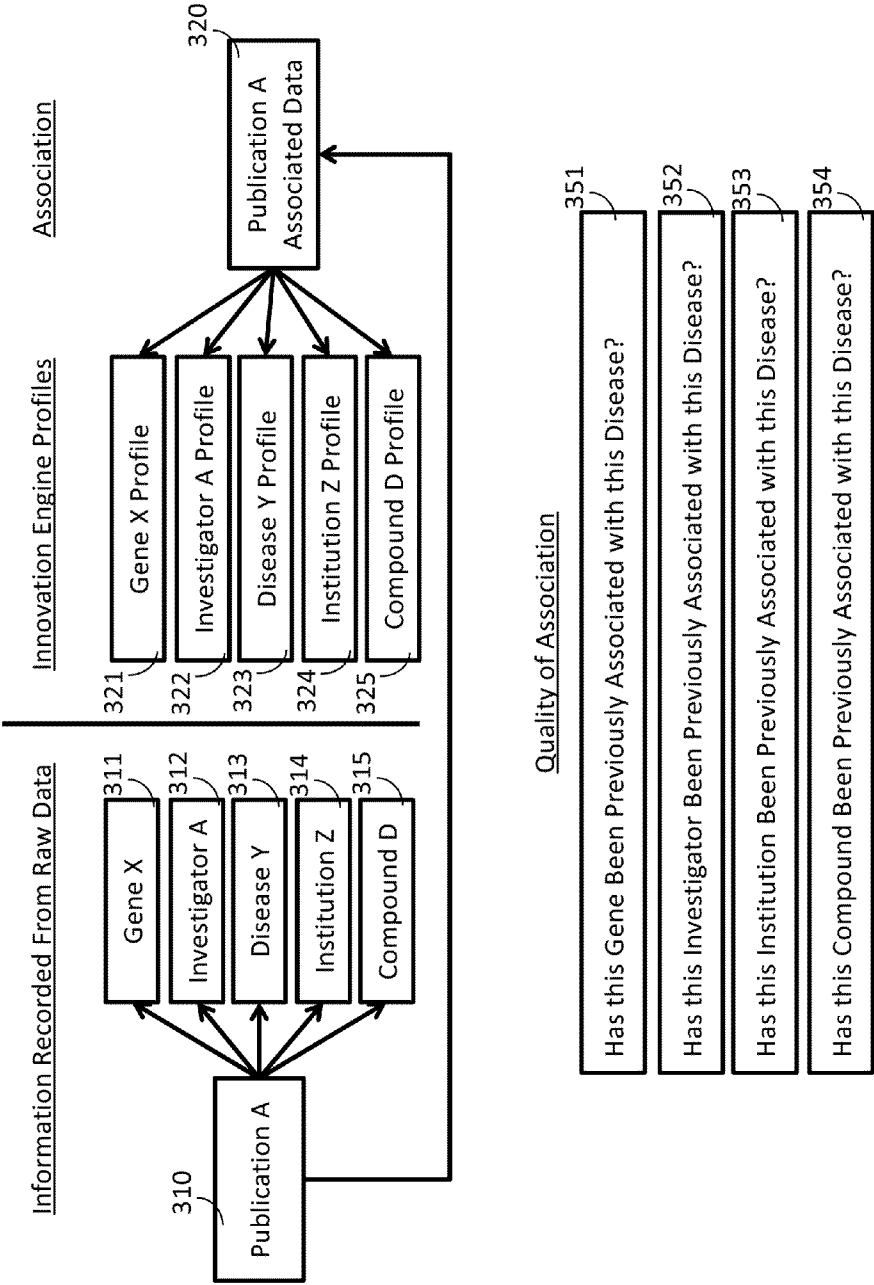 Information Recorded From Raw Data
Innovation Engine Profiles
Association
310
Publication A
Gene X
311
Investigator A
312
Disease Y
313
Institution Z
314
Compound D
315
321
Gene X Profile
322
Investigator A Profile
323
Disease Y Profile
324
Institution Z Profile
325
Compound D Profile
320
Publication A
Associated Data
Quality of Association
Has this Gene Been Previously Associated with this Disease?
351
Has this Investigator Been Previously Associated with this Disease?
352
Has this Institution Been Previously Associated with this Disease?
353
Has this Compound Been Previously Associated with this Disease?
354